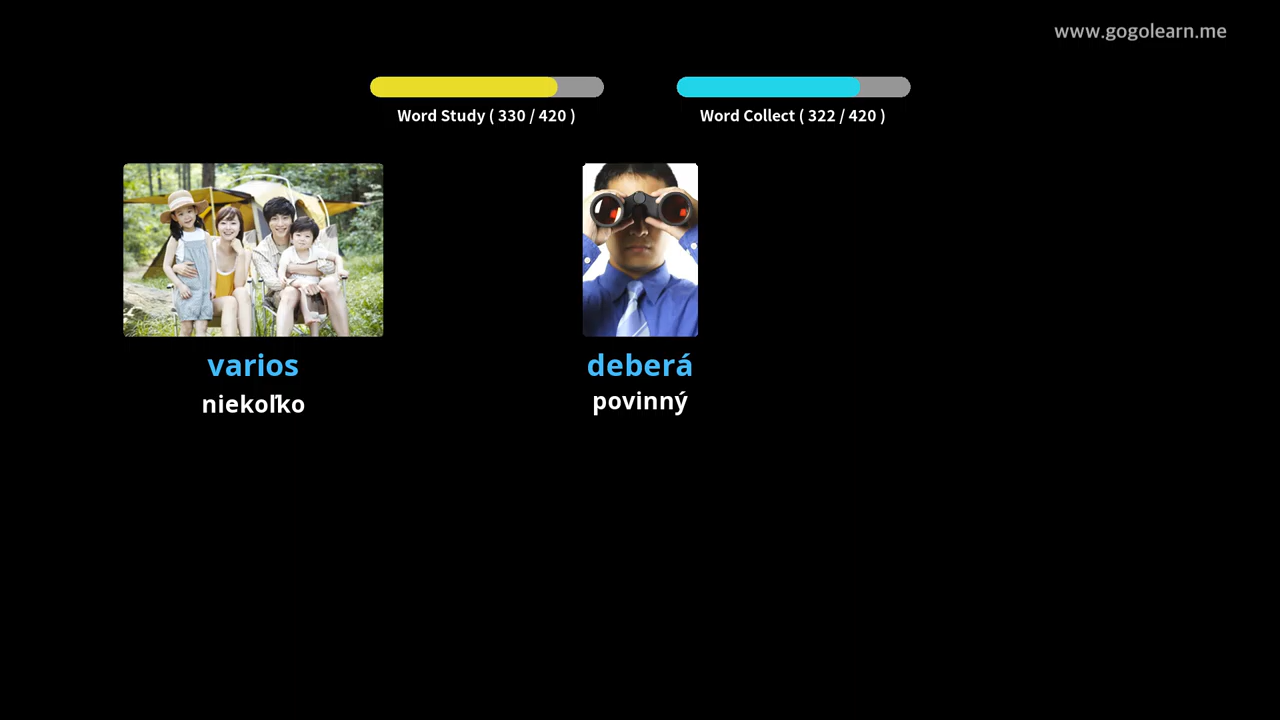 www.gogolearn.me
Word Study ( 330 / 420 )
Word Collect ( 322 / 420 )
varios
niekoľko
deberá
povinný